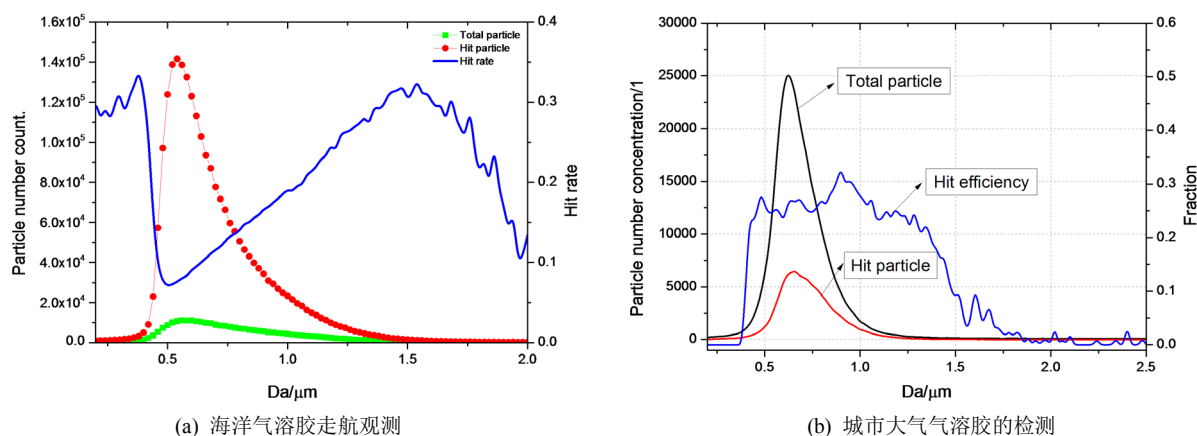 1.6x10⁵
1.4x10⁵
1.2x10⁵
1.0x10⁵
8.0x10⁴
6.0x10⁴
4.0x10⁴
2.0x10⁴
0.0
Particle number count.
0.5
1.0
1.5
2.0
Da/μm
0.4
0.3
0.2
0.1
0.0
Hit rate
Total particle
Hit particle
Hit rate
(a) 海洋气溶胶走航观测
30000
25000
20000
15000
10000
5000
0
Particle number concentration/1
0.5
1.0
1.5
2.0
2.5
Da/μm
0.6
0.5
0.4
0.3
0.2
0.1
0.0
Fraction
Total particle
Hit efficiency
Hit particle
(b) 城市大气气溶胶的检测